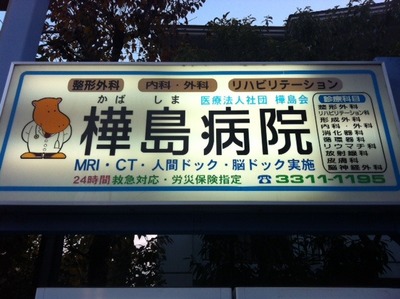 整形外科 内科・外科 リハビリテーション
かば しま
医療法人社団 樺島会
樺島病院
MRI・CT・人間ドック・脳ドック実施
24時間救急対応・労災保険指定 ☎3311-1195
診療科目
整形外科
リハビリテーション科
形成外科
内科・外科
消化器科
循環器科
リウマチ科
放射線科
皮膚科
脳神経外科